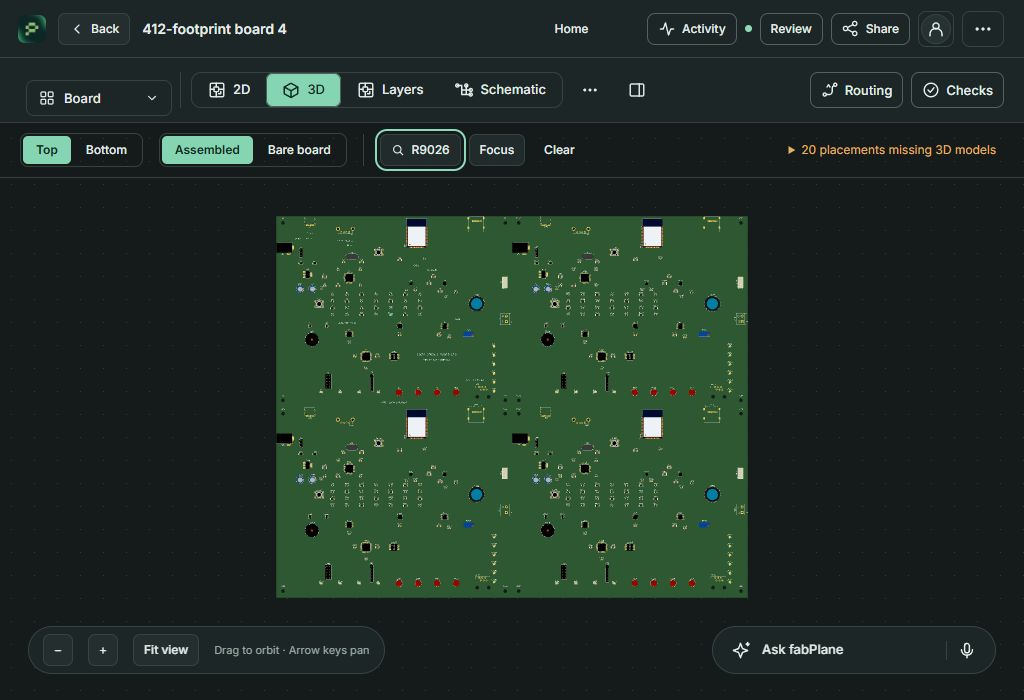 Back
412-footprint board 4
Home
Activity
Review
Share
Board
2D
3D
Layers
Schematic
Routing
Checks
Top
Bottom
Assembled
Bare board
R9026
Focus
Clear
20 placements missing 3D models
Fit view
Drag to orbit · Arrow keys pan
Ask fabPlane